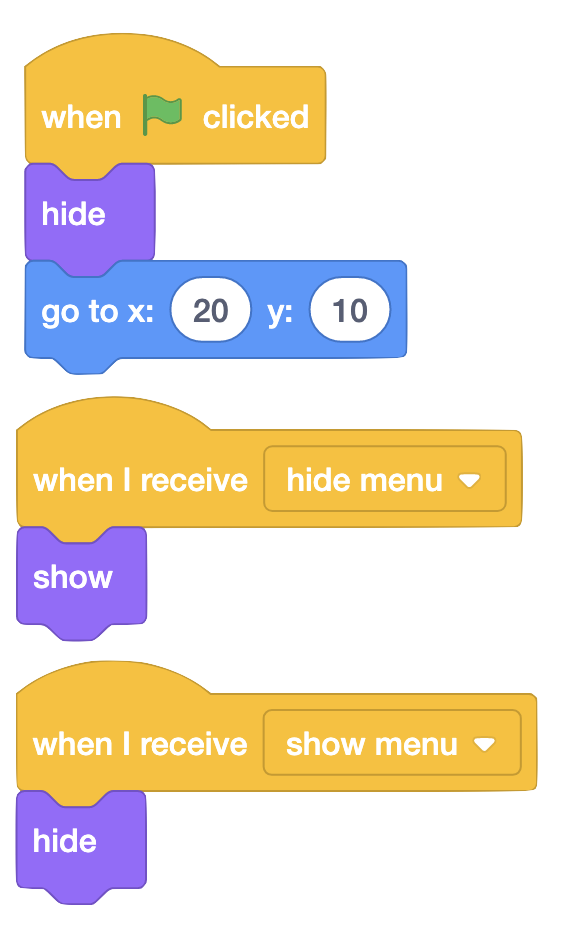 when clicked
hide
go to x: 20 y: 10
when I receive hide menu
show
when I receive show menu
hide